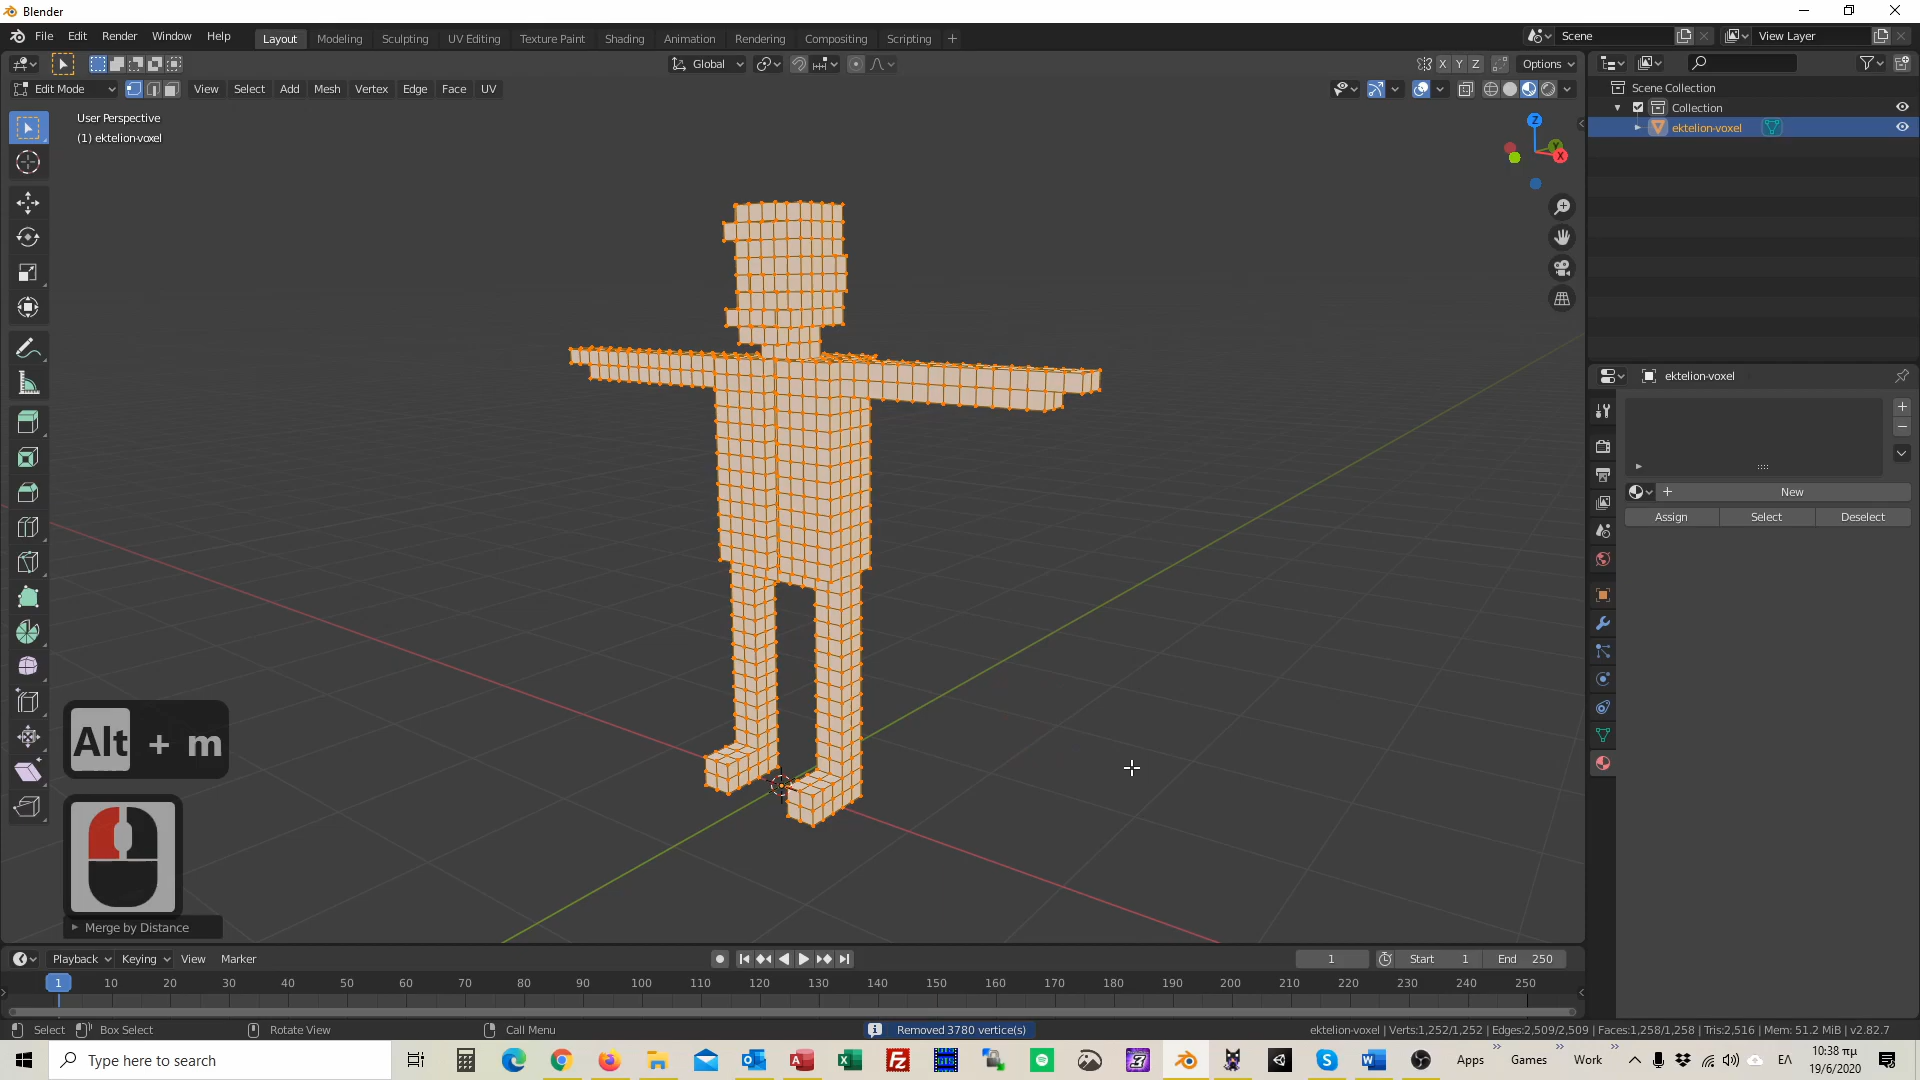 Blender
File Edit Render Window Help
Layout Modeling Sculpting UV Editing Texture Paint Shading Animation Rendering Compositing Scripting +
Scene
View Layer
Global
X Y Z
Options
Edit Mode
View Select Add Mesh Vertex Edge Face UV
User Perspective
(1) ektelion-voxel
Z
Y
X
Scene Collection
Collection
ektelion-voxel
ektelion-voxel
New
Assign Select Deselect
Alt + m
Merge by Distance
Playback Keying View Marker
1
Start 1
End 250
1 10 20 30 40 50 60 70 80 90 100 110 120 130 140 150 160 170 180 190 200 210 220 230 240 250
Select Box Select Rotate View Call Menu
Removed 3780 vertice(s)
ektelion-voxel | Verts:1,252/1,252 | Edges:2,509/2,509 | Faces:1,258/1,258 | Tris:2,516 | Mem: 51.2 MiB | v2.82.7
Type here to search
Apps Games Work
ΕΛ
10:38 πμ
19/6/2020